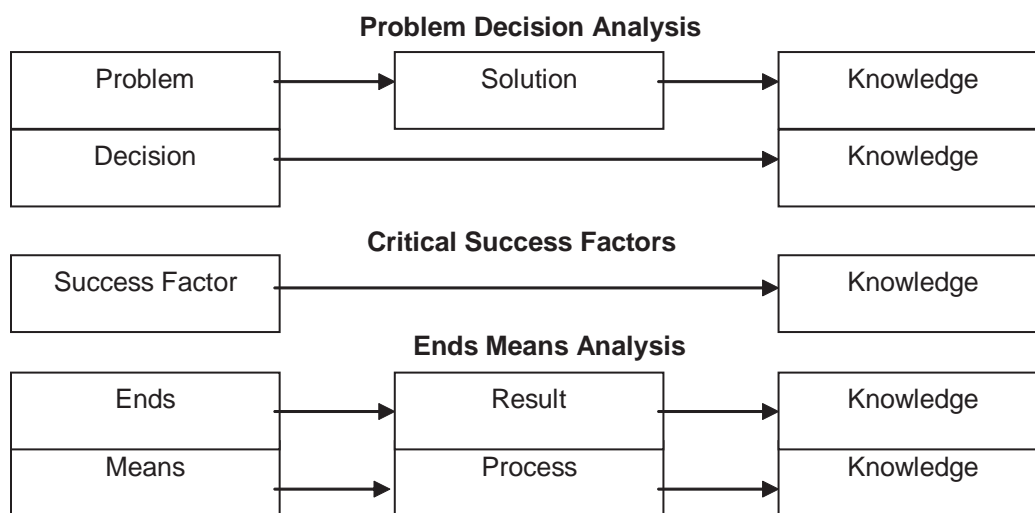 Problem Decision Analysis
Problem Solution Knowledge
Decision Knowledge
Critical Success Factors
Success Factor Knowledge
Ends Means Analysis
Ends Result Knowledge
Means Process Knowledge